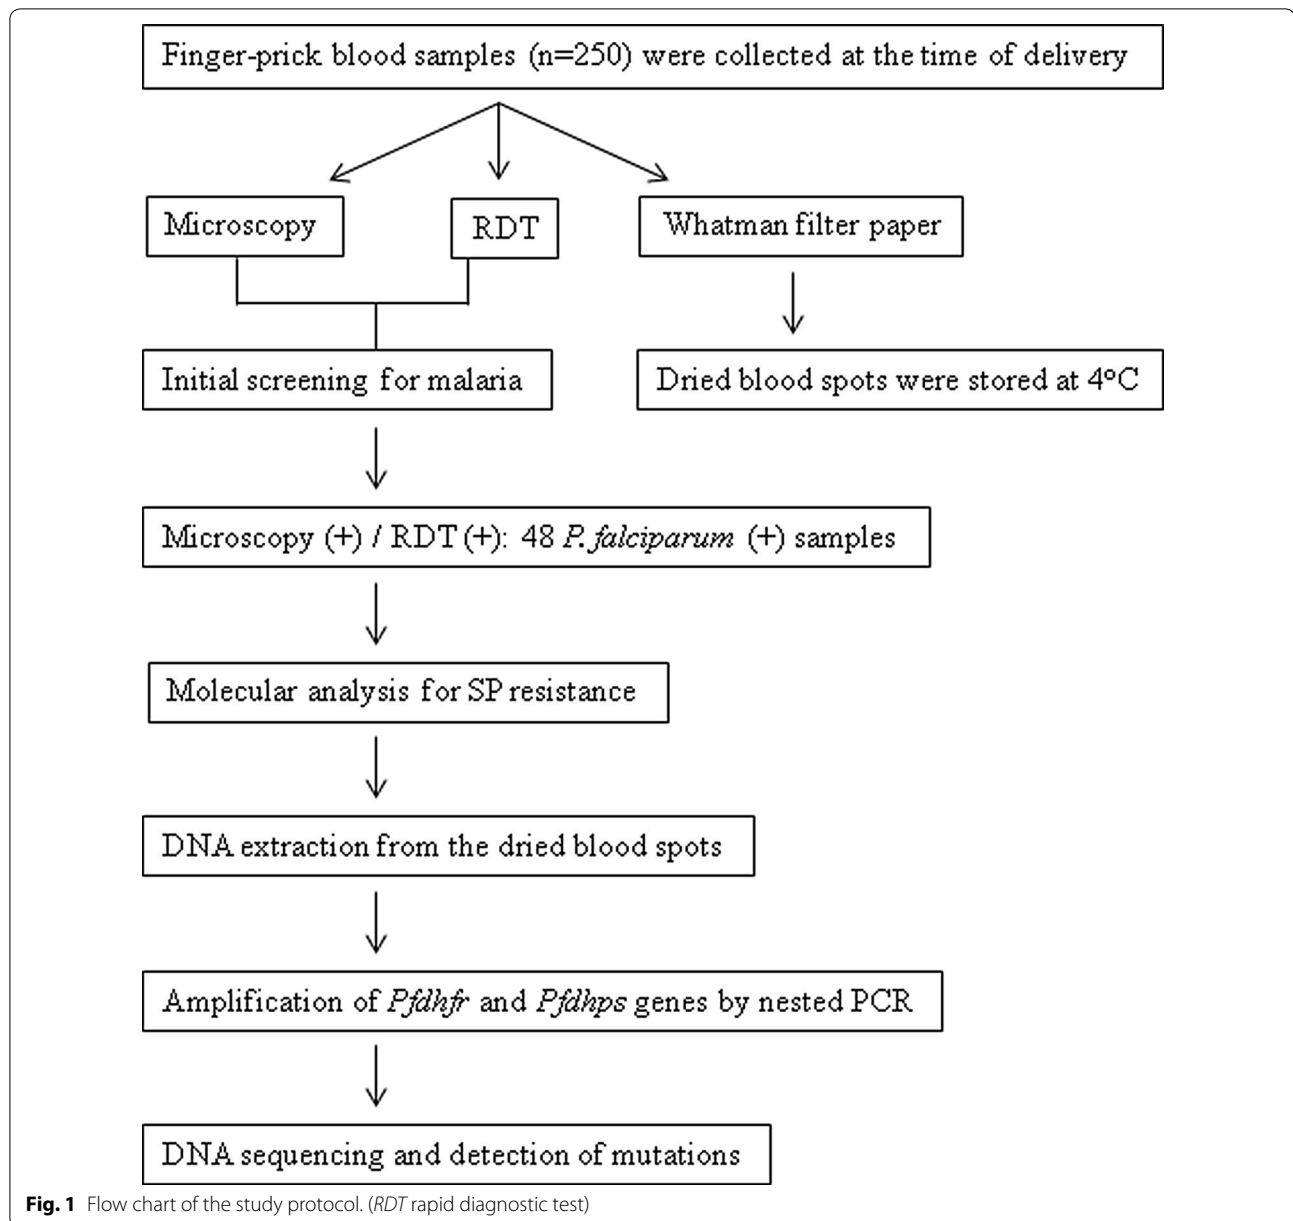 Finger-prick blood samples (n=250) were collected at the time of delivery
Microscopy
RDT
Whatman filter paper
Initial screening for malaria
Dried blood spots were stored at 4°C
Microscopy (+) / RDT (+): 48 P. falciparum (+) samples
Molecular analysis for SP resistance
DNA extraction from the dried blood spots
Amplification of Pfdhfr and Pfdhps genes by nested PCR
DNA sequencing and detection of mutations
Fig. 1 Flow chart of the study protocol. (RDT rapid diagnostic test)